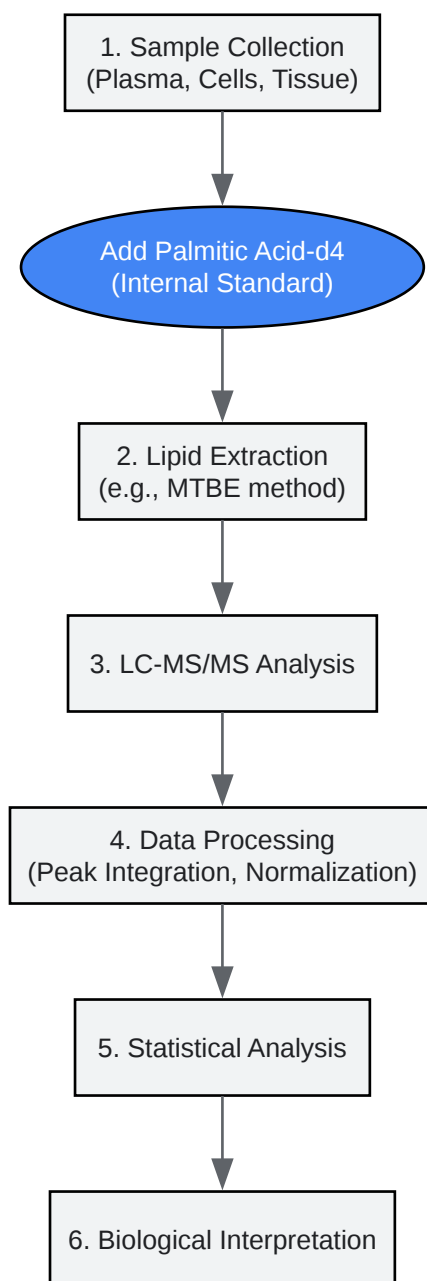 1. Sample Collection
(Plasma, Cells, Tissue)
Add Palmitic Acid-d4
(Internal Standard)
2. Lipid Extraction
(e.g., MTBE method)
3. LC-MS/MS Analysis
4. Data Processing
(Peak Integration, Normalization)
5. Statistical Analysis
6. Biological Interpretation